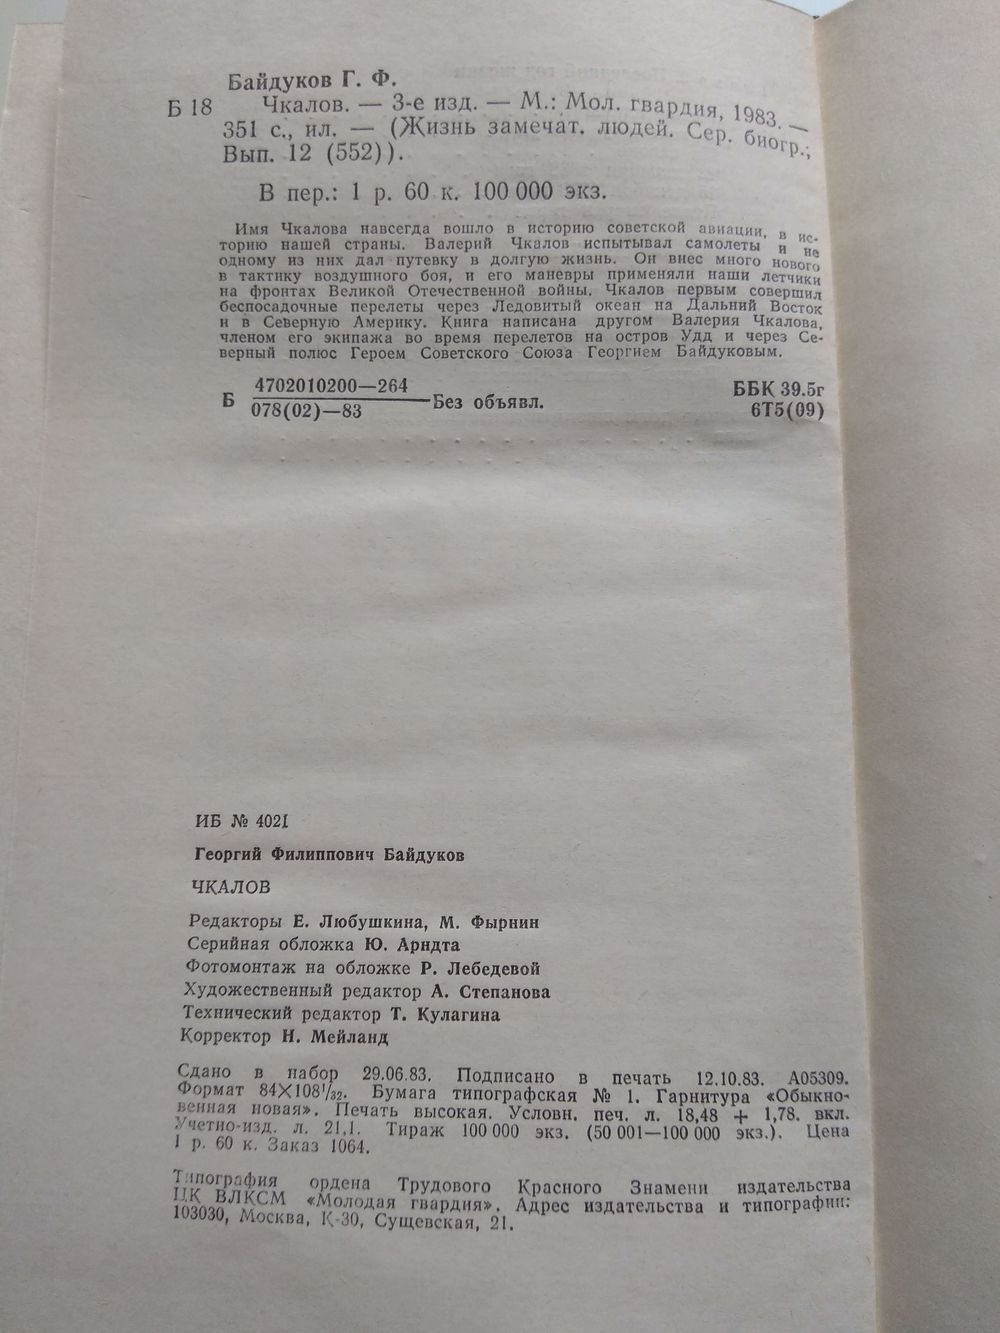 Байдуков Г. Ф.
Б 18 Чкалов. — 3-е изд. — М.: Мол. гвардия, 1983. —
351 с., ил. — (Жизнь замечат. людей. Сер. биогр.;
Вып. 12 (552)).
В пер.: 1 р. 60 к. 100 000 экз.
Имя Чкалова навсегда вошло в историю советской авиации, в ис-
торию нашей страны. Валерий Чкалов испытывал самолеты и не
одному из них дал путевку в долгую жизнь. Он внес много нового
в тактику воздушного боя, и его маневры применяли наши летчики
на фронтах Великой Отечественной войны. Чкалов первым совершил
беспосадочные перелеты через Ледовитый океан на Дальний Восток
и в Северную Америку. Книга написана другом Валерия Чкалова,
членом его экипажа во время перелетов на остров Удд и через Се-
верный полюс Героем Советского Союза Георгием Байдуковым.
Б 4702010200—264
078(02)—83 —Без объявл.
ББК 39.5г
6Т5(09)
ИБ № 4021
Георгий Филиппович Байдуков
ЧКАЛОВ
Редакторы Е. Любушкина, М. Фырнин
Серийная обложка Ю. Арндта
Фотомонтаж на обложке Р. Лебедевой
Художественный редактор А. Степанова
Технический редактор Т. Кулагина
Корректор Н. Мейланд
Сдано в набор 29.06.83. Подписано в печать 12.10.83. А05309.
Формат 84×108¹/₃₂. Бумага типографская № 1. Гарнитура «Обыкно-
венная новая». Печать высокая. Условн. печ. л. 18,48 + 1,78. вкл.
Учетно-изд. л. 21,1. Тираж 100 000 экз. (50 001—100 000 экз.). Цена
1 р. 60 к. Заказ 1064.
Типография ордена Трудового Красного Знамени издательства
ЦК ВЛКСМ «Молодая гвардия». Адрес издательства и типографии:
103030, Москва, К-30, Сущевская, 21.